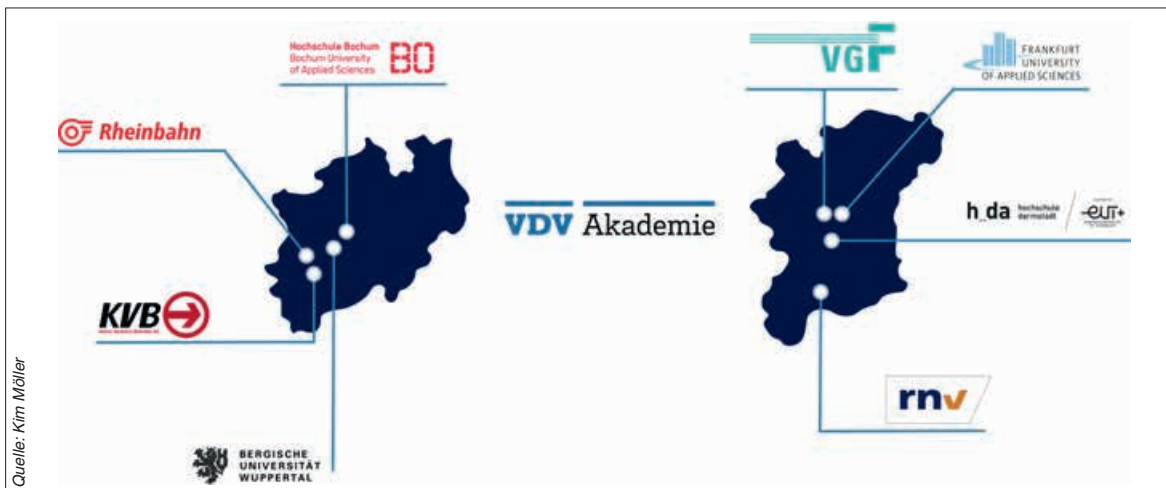 Hochschule Bochum
Bochum University
of Applied Sciences
BO
VGF
FRANKFURT
UNIVERSITY
OF APPLIED SCIENCES
Rheinbahn
VDV Akademie
h_da
hochschule
darmstadt
eut+
KVB
rnv
BERGISCHE
UNIVERSITÄT
WUPPERTAL
Quelle: Kim Möller